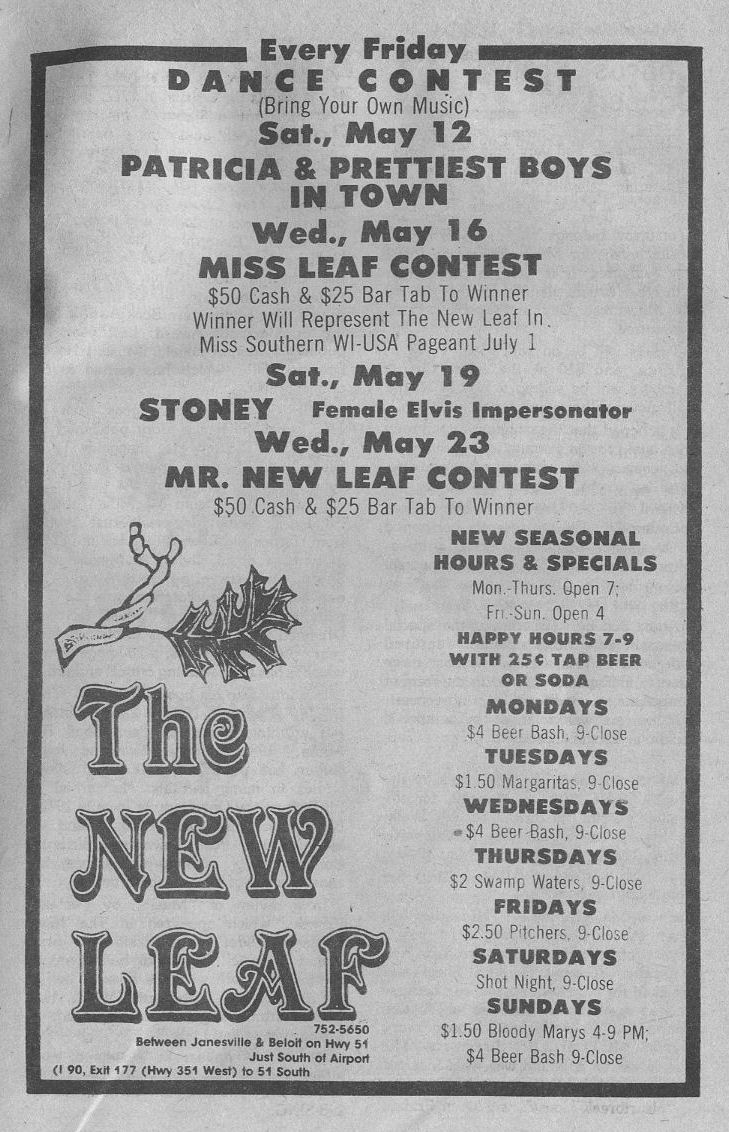 Every Friday
DANCE CONTEST
(Bring Your Own Music)
Sat., May 12
PATRICIA & PRETTIEST BOYS
IN TOWN
Wed., May 16
MISS LEAF CONTEST
$50 Cash & $25 Bar Tab To Winner
Winner Will Represent The New Leaf In
Miss Southern WI-USA Pageant July 1
Sat., May 19
STONEY Female Elvis Impersonator
Wed., May 23
MR. NEW LEAF CONTEST
$50 Cash & $25 Bar Tab To Winner
The
NEW
LEAF
752-5650
Between Janesville & Beloit on Hwy 51
Just South of Airport
(I 90, Exit 177 (Hwy 351 West) to 51 South
NEW SEASONAL
HOURS & SPECIALS
Mon.-Thurs. Open 7;
Fri.-Sun. Open 4
HAPPY HOURS 7-9
WITH 25¢ TAP BEER
OR SODA
MONDAYS
$4 Beer Bash, 9-Close
TUESDAYS
$1.50 Margaritas, 9-Close
WEDNESDAYS
$4 Beer Bash, 9-Close
THURSDAYS
$2 Swamp Waters, 9-Close
FRIDAYS
$2.50 Pitchers, 9-Close
SATURDAYS
Shot Night, 9-Close
SUNDAYS
$1.50 Bloody Marys 4-9 PM;
$4 Beer Bash 9-Close